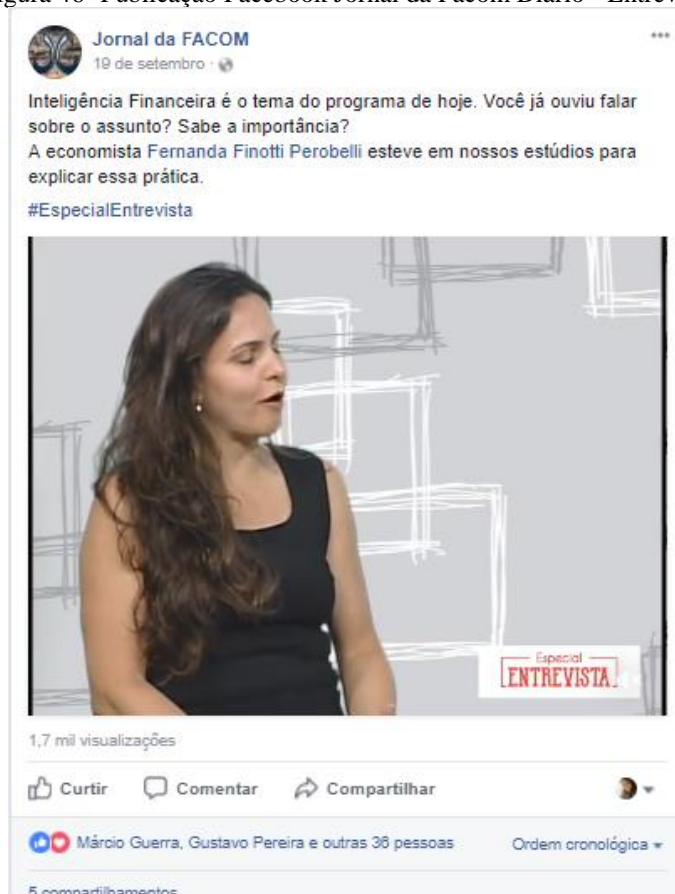 Jornal da FACOM
19 de setembro
Inteligência Financeira é o tema do programa de hoje. Você já ouviu falar
sobre o assunto? Sabe a importância?
A economista Fernanda Finotti Perobelli esteve em nossos estúdios para
explicar essa prática.
#EspecialEntrevista
Especial
ENTREVISTA
1,7 mil visualizações
Curtir Comentar Compartilhar
Márcio Guerra, Gustavo Pereira e outras 36 pessoas Ordem cronológica
5 compartilhamentos